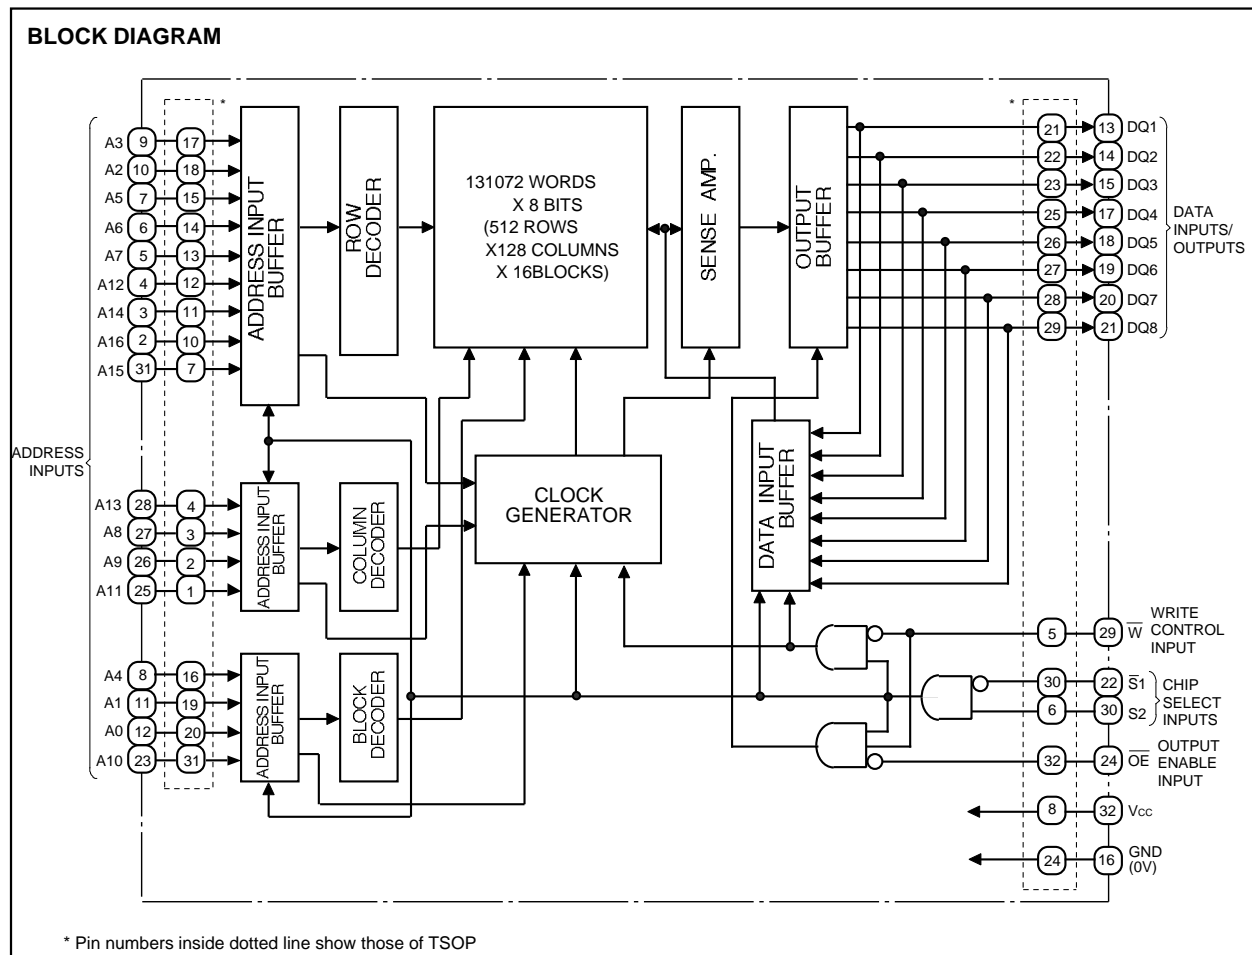 BLOCK DIAGRAM
*
*
A3 9 17
A2 10 18
A5 7 15
A6 6 14
A7 5 13
A12 4 12
A14 3 11
A16 2 10
A15 31 7
ADDRESS INPUT
BUFFER
ROW
DECODER
131072 WORDS
X 8 BITS
(512 ROWS
X128 COLUMNS
X 16BLOCKS)
SENSE AMP.
OUTPUT
BUFFER
21 13 DQ1
22 14 DQ2
23 15 DQ3
25 17 DQ4
26 18 DQ5
27 19 DQ6
28 20 DQ7
29 21 DQ8
DATA
INPUTS/
OUTPUTS
ADDRESS
INPUTS
A13 28 4
A8 27 3
A9 26 2
A11 25 1
ADDRESS INPUT
BUFFER
COLUMN
DECODER
CLOCK
GENERATOR
DATA INPUT
BUFFER
A4 8 16
A1 11 19
A0 12 20
A10 23 31
ADDRESS INPUT
BUFFER
BLOCK
DECODER
5 29 W̅
WRITE
CONTROL
INPUT
30 22 S̅1
6 30 S2
CHIP
SELECT
INPUTS
32 24 O̅E̅
OUTPUT
ENABLE
INPUT
8 32 Vcc
24 16 GND
(0V)
* Pin numbers inside dotted line show those of TSOP